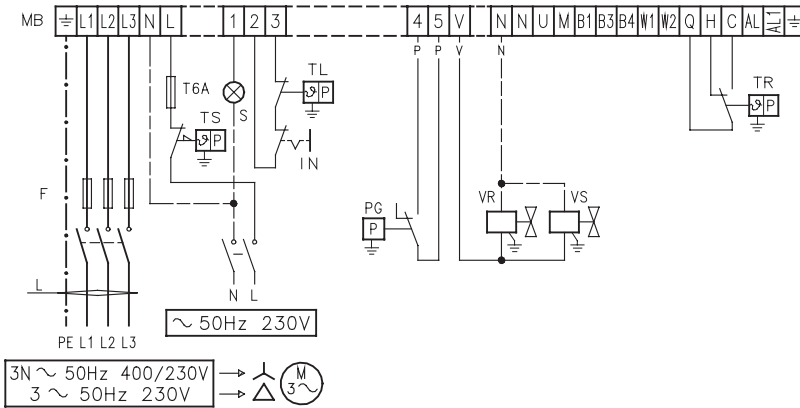 MB L1 L2 L3 N L 1 2 3 4 5 V N N U M B1 B3 B4 W1 W2 Q H C AL AL1
P P V N
T6A TL
ϑ P
S
TS
ϑ P
IN
TR
ϑ P
F
PG
P
VR VS
L
N L
~ 50Hz 230V
PE L1 L2 L3
3N ~ 50Hz 400/230V
3 ~ 50Hz 230V
M
3~